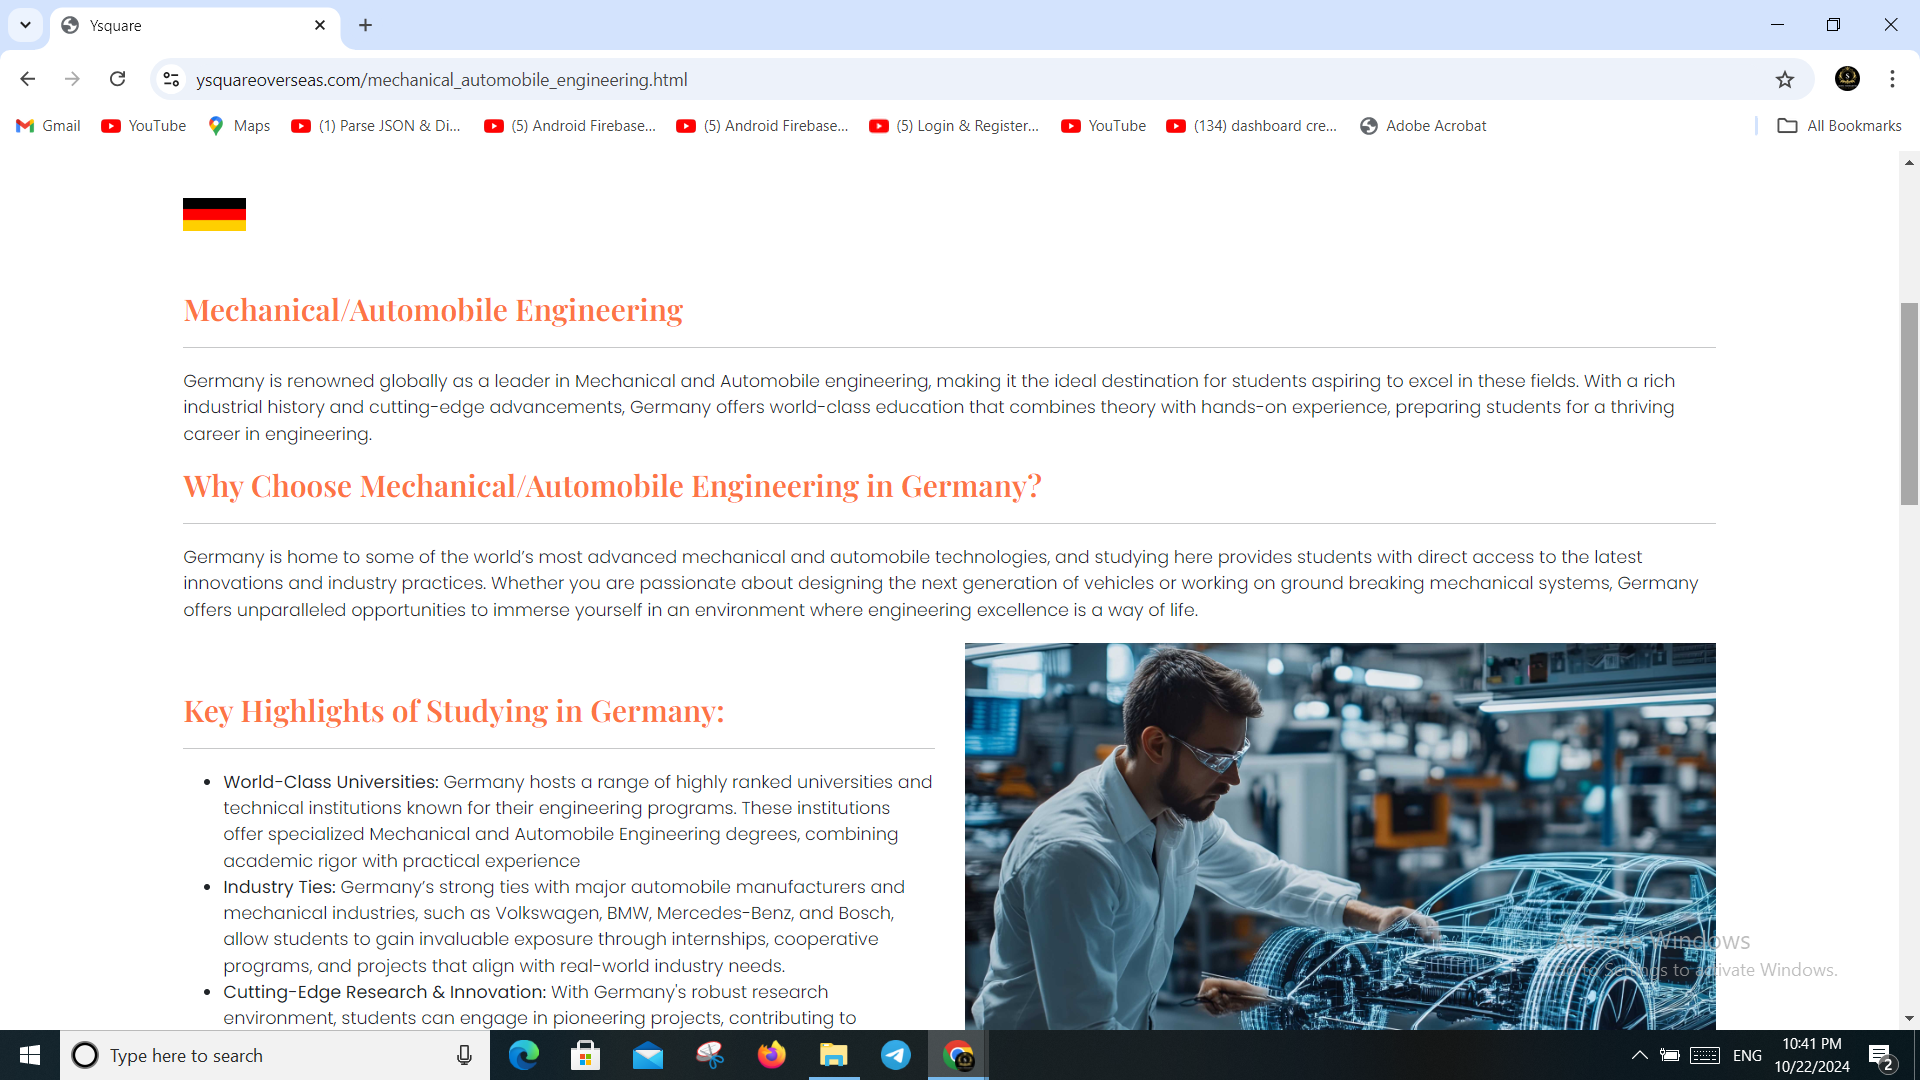 Ysquare
ysquareoverseas.com/mechanical_automobile_engineering.html
Gmail YouTube Maps (1) Parse JSON & Di... (5) Android Firebase... (5) Android Firebase... (5) Login & Register... YouTube (134) dashboard cre... Adobe Acrobat All Bookmarks
Mechanical/Automobile Engineering
Germany is renowned globally as a leader in Mechanical and Automobile engineering, making it the ideal destination for students aspiring to excel in these fields. With a rich
industrial history and cutting-edge advancements, Germany offers world-class education that combines theory with hands-on experience, preparing students for a thriving
career in engineering.
Why Choose Mechanical/Automobile Engineering in Germany?
Germany is home to some of the world's most advanced mechanical and automobile technologies, and studying here provides students with direct access to the latest
innovations and industry practices. Whether you are passionate about designing the next generation of vehicles or working on ground breaking mechanical systems, Germany
offers unparalleled opportunities to immerse yourself in an environment where engineering excellence is a way of life.
Key Highlights of Studying in Germany:
• World-Class Universities: Germany hosts a range of highly ranked universities and
technical institutions known for their engineering programs. These institutions
offer specialized Mechanical and Automobile Engineering degrees, combining
academic rigor with practical experience
• Industry Ties: Germany's strong ties with major automobile manufacturers and
mechanical industries, such as Volkswagen, BMW, Mercedes-Benz, and Bosch,
allow students to gain invaluable exposure through internships, cooperative
programs, and projects that align with real-world industry needs.
• Cutting-Edge Research & Innovation: With Germany's robust research
environment, students can engage in pioneering projects, contributing to
Activate Windows
Go to Settings to activate Windows.
Type here to search
ENG
10:41 PM
10/22/2024
2